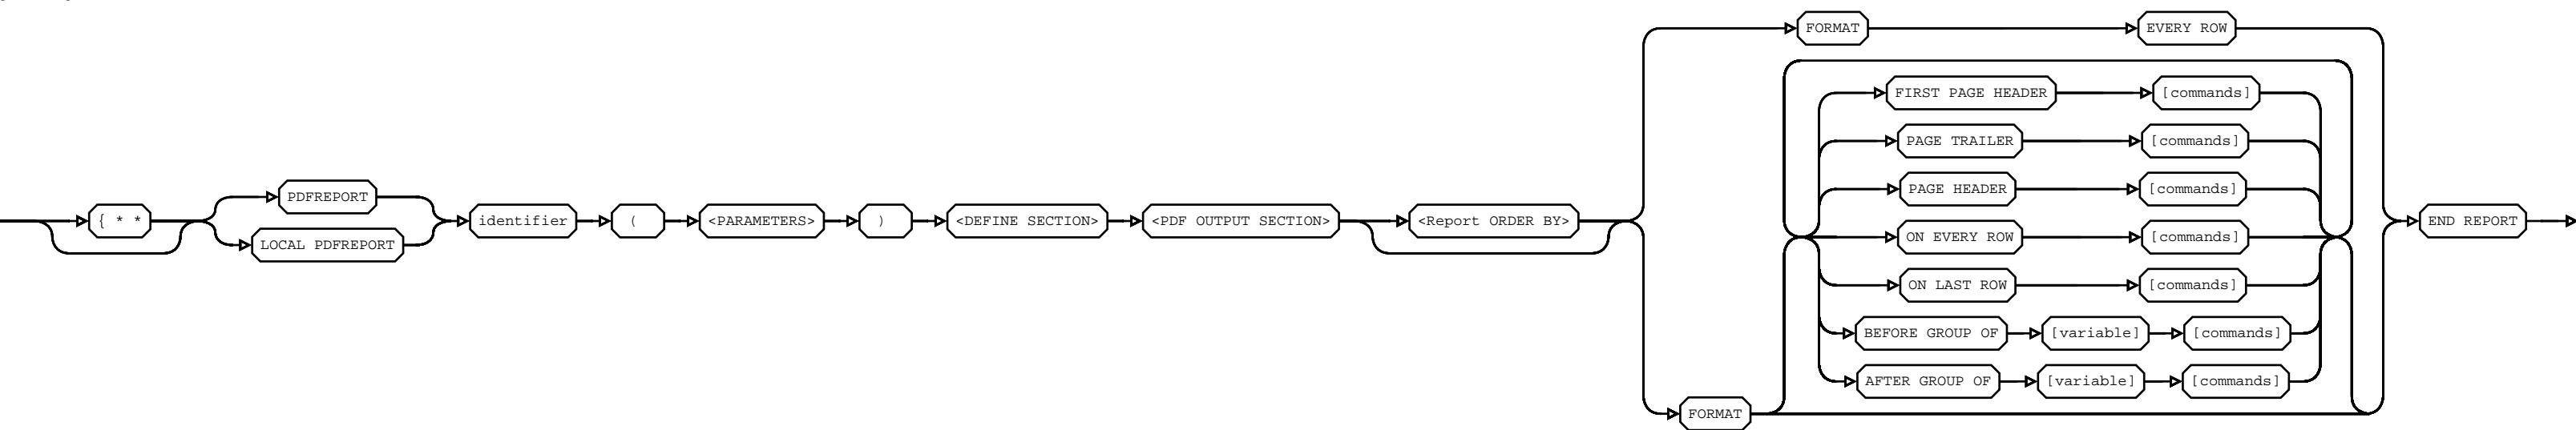 { * *
PDFREPORT
LOCAL PDFREPORT
identifier
(
<PARAMETERS>
)
<DEFINE SECTION>
<PDF OUTPUT SECTION>
<Report ORDER BY>
FORMAT
EVERY ROW
FIRST PAGE HEADER
[commands]
PAGE TRAILER
[commands]
PAGE HEADER
[commands]
ON EVERY ROW
[commands]
ON LAST ROW
[commands]
BEFORE GROUP OF
[variable]
[commands]
AFTER GROUP OF
[variable]
[commands]
FORMAT
END REPORT